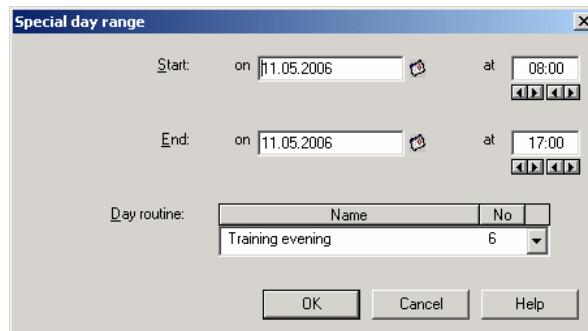 Special day range
Start: on 11.05.2006 at 08:00
End: on 11.05.2006 at 17:00
Day routine: Name No
Training evening 6
OK Cancel Help